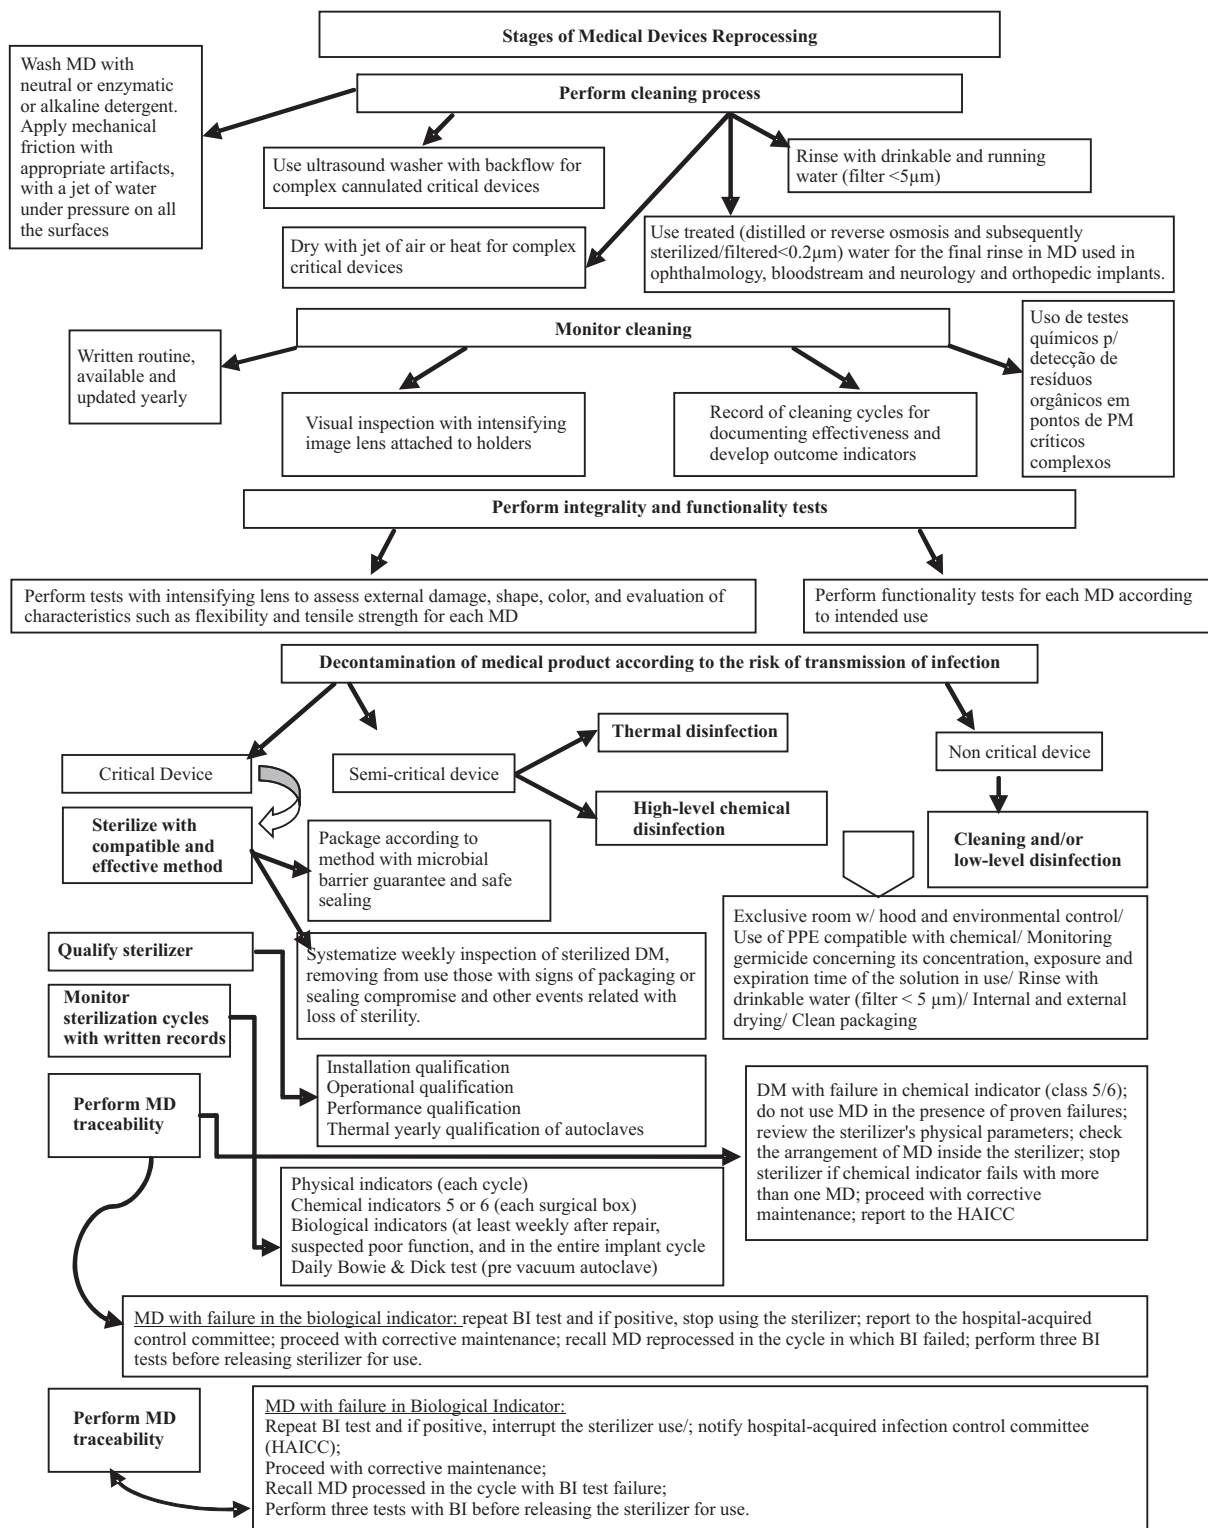 Stages of Medical Devices Reprocessing
Wash MD with
neutral or enzymatic
or alkaline detergent.
Apply mechanical
friction with
appropriate artifacts,
with a jet of water
under pressure on all
the surfaces
Perform cleaning process
Use ultrasound washer with backflow for
complex cannulated critical devices
Rinse with drinkable and running
water (filter <5µm)
Dry with jet of air or heat for complex
critical devices
Use treated (distilled or reverse osmosis and subsequently
sterilized/filtered<0.2µm) water for the final rinse in MD used in
ophthalmology, bloodstream and neurology and orthopedic implants.
Monitor cleaning
Written routine,
available and
updated yearly
Visual inspection with intensifying
image lens attached to holders
Record of cleaning cycles for
documenting effectiveness and
develop outcome indicators
Uso de testes
químicos p/
detecção de
resíduos
orgânicos em
pontos de PM
críticos
complexos
Perform integrality and functionality tests
Perform tests with intensifying lens to assess external damage, shape, color, and evaluation of
characteristics such as flexibility and tensile strength for each MD
Perform functionality tests for each MD according
to intended use
Decontamination of medical product according to the risk of transmission of infection
Critical Device
Semi-critical device
Thermal disinfection
High-level chemical
disinfection
Non critical device
Sterilize with
compatible and
effective method
Package according to
method with microbial
barrier guarantee and safe
sealing
Cleaning and/or
low-level disinfection
Exclusive room w/ hood and environmental control/
Use of PPE compatible with chemical/ Monitoring
germicide concerning its concentration, exposure and
expiration time of the solution in use/ Rinse with
drinkable water (filter < 5 µm)/ Internal and external
drying/ Clean packaging
Qualify sterilizer
Systematize weekly inspection of sterilized DM,
removing from use those with signs of packaging or
sealing compromise and other events related with
loss of sterility.
Monitor
sterilization cycles
with written records
Installation qualification
Operational qualification
Performance qualification
Thermal yearly qualification of autoclaves
Perform MD
traceability
DM with failure in chemical indicator (class 5/6);
do not use MD in the presence of proven failures;
review the sterilizer's physical parameters; check
the arrangement of MD inside the sterilizer; stop
sterilizer if chemical indicator fails with more
than one MD; proceed with corrective
maintenance; report to the HAICC
Physical indicators (each cycle)
Chemical indicators 5 or 6 (each surgical box)
Biological indicators (at least weekly after repair,
suspected poor function, and in the entire implant cycle
Daily Bowie & Dick test (pre vacuum autoclave)
MD with failure in the biological indicator: repeat BI test and if positive, stop using the sterilizer; report to the hospital-acquired
control committee; proceed with corrective maintenance; recall MD reprocessed in the cycle in which BI failed; perform three BI
tests before releasing sterilizer for use.
Perform MD
traceability
MD with failure in Biological Indicator:
Repeat BI test and if positive, interrupt the sterilizer use/; notify hospital-acquired infection control committee
(HAICC);
Proceed with corrective maintenance;
Recall MD processed in the cycle with BI test failure;
Perform three tests with BI before releasing the sterilizer for use.